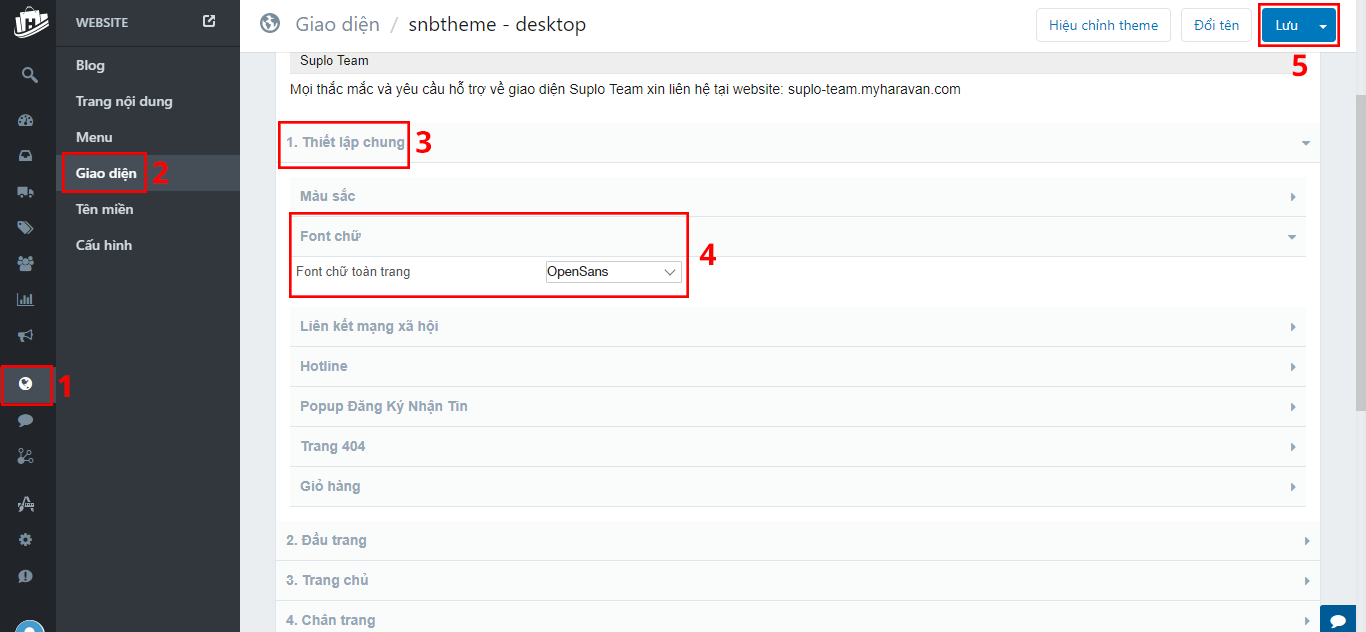 WEBSITE
Blog
Trang nội dung
Menu
Giao diện
2
Tên miền
Cấu hình
1
Giao diện / snbtheme - desktop
Hiệu chỉnh theme
Đổi tên
Lưu
5
Suplo Team
Mọi thắc mắc và yêu cầu hỗ trợ về giao diện Suplo Team xin liên hệ tại website: suplo-team.myharavan.com
1. Thiết lập chung
3
Màu sắc
Font chữ
4
Font chữ toàn trang
OpenSans
Liên kết mạng xã hội
Hotline
Popup Đăng Ký Nhận Tin
Trang 404
Giỏ hàng
2. Đầu trang
3. Trang chủ
4. Chân trang